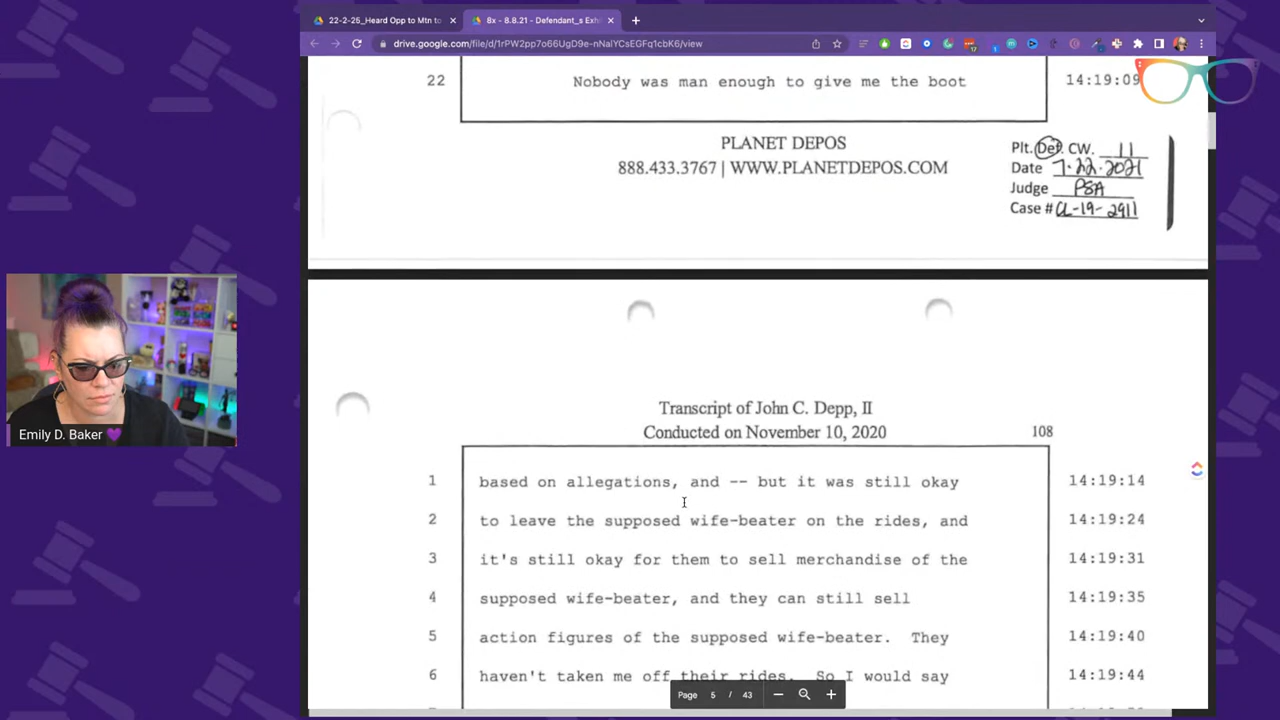 22-2-25_Heard Opp to Mtn to
8x - 8.8.21 - Defendant_s Exhi
drive.google.com/file/d/1rPW2pp7o66UgD9e-nNaIYCsEGFq1cbK6/view
22 Nobody was man enough to give me the boot 14:19:09
PLANET DEPOS
888.433.3767 | WWW.PLANETDEPOS.COM
Plt. Def. CW. 11
Date 7.22.2021
Judge PSA
Case # CL-19-2911
Transcript of John C. Depp, II
Conducted on November 10, 2020 108
1 based on allegations, and -- but it was still okay 14:19:14
2 to leave the supposed wife-beater on the rides, and 14:19:24
3 it's still okay for them to sell merchandise of the 14:19:31
4 supposed wife-beater, and they can still sell 14:19:35
5 action figures of the supposed wife-beater. They 14:19:40
6 haven't taken me off their rides. So I would say 14:19:44
Page 5 / 43
Emily D. Baker 💜